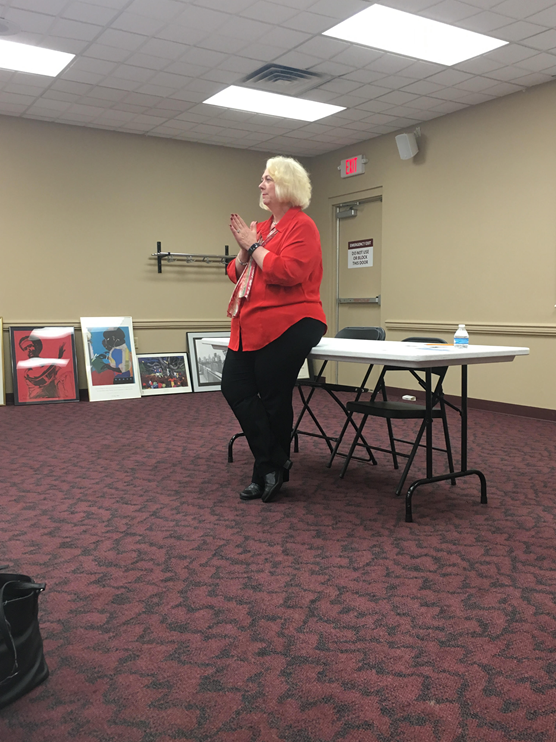 EXIT
EMERGENCY EXIT
DO NOT USE
OR BLOCK
THIS DOOR